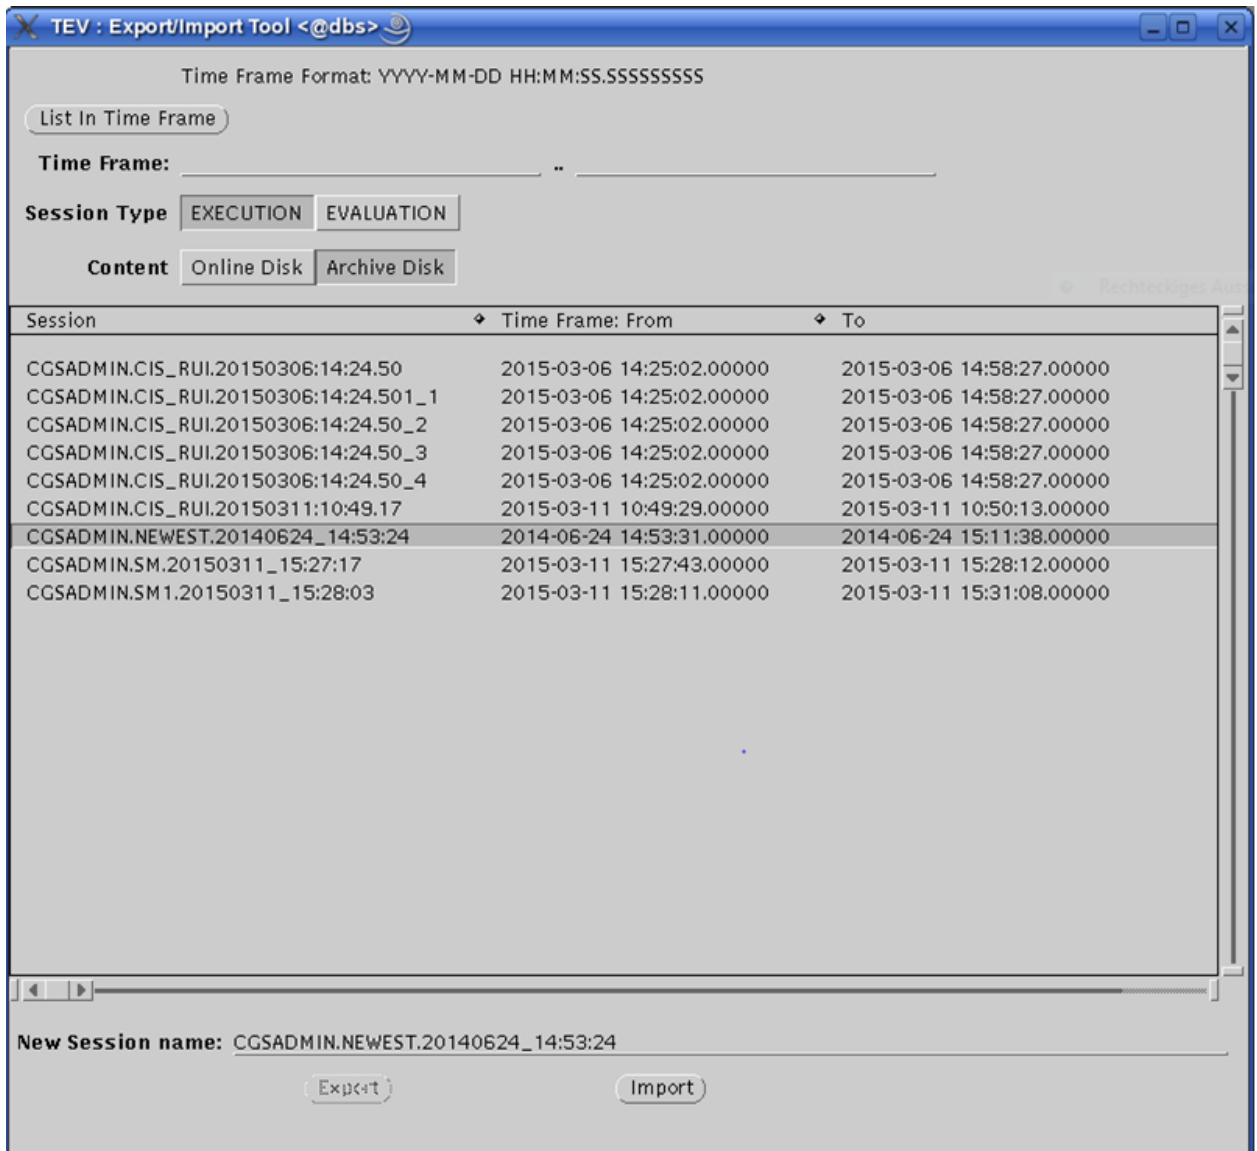 TEV : Export/Import Tool <@dbs>
Time Frame Format: YYYY-MM-DD HH:MM:SS.SSSSSSSSS
List In Time Frame
Time Frame: ..
Session Type EXECUTION EVALUATION
Content Online Disk Archive Disk
Rechteckiges Auss
Session Time Frame: From To
CGSADMIN.CIS_RUI.20150306:14:24.50 2015-03-06 14:25:02.00000 2015-03-06 14:58:27.00000
CGSADMIN.CIS_RUI.20150306:14:24.501_1 2015-03-06 14:25:02.00000 2015-03-06 14:58:27.00000
CGSADMIN.CIS_RUI.20150306:14:24.50_2 2015-03-06 14:25:02.00000 2015-03-06 14:58:27.00000
CGSADMIN.CIS_RUI.20150306:14:24.50_3 2015-03-06 14:25:02.00000 2015-03-06 14:58:27.00000
CGSADMIN.CIS_RUI.20150306:14:24.50_4 2015-03-06 14:25:02.00000 2015-03-06 14:58:27.00000
CGSADMIN.CIS_RUI.20150311:10:49.17 2015-03-11 10:49:29.00000 2015-03-11 10:50:13.00000
CGSADMIN.NEWEST.20140624_14:53:24 2014-06-24 14:53:31.00000 2014-06-24 15:11:38.00000
CGSADMIN.SM.20150311_15:27:17 2015-03-11 15:27:43.00000 2015-03-11 15:28:12.00000
CGSADMIN.SM1.20150311_15:28:03 2015-03-11 15:28:11.00000 2015-03-11 15:31:08.00000
New Session name: CGSADMIN.NEWEST.20140624_14:53:24
Export Import